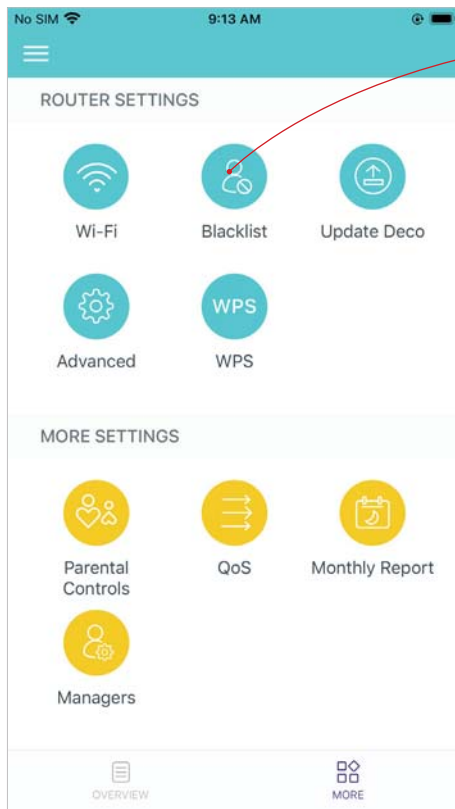 No SIM 9:13 AM
ROUTER SETTINGS
Wi-Fi Blacklist Update Deco
WPS
Advanced WPS
MORE SETTINGS
Parental Controls QoS Monthly Report
Managers
OVERVIEW MORE